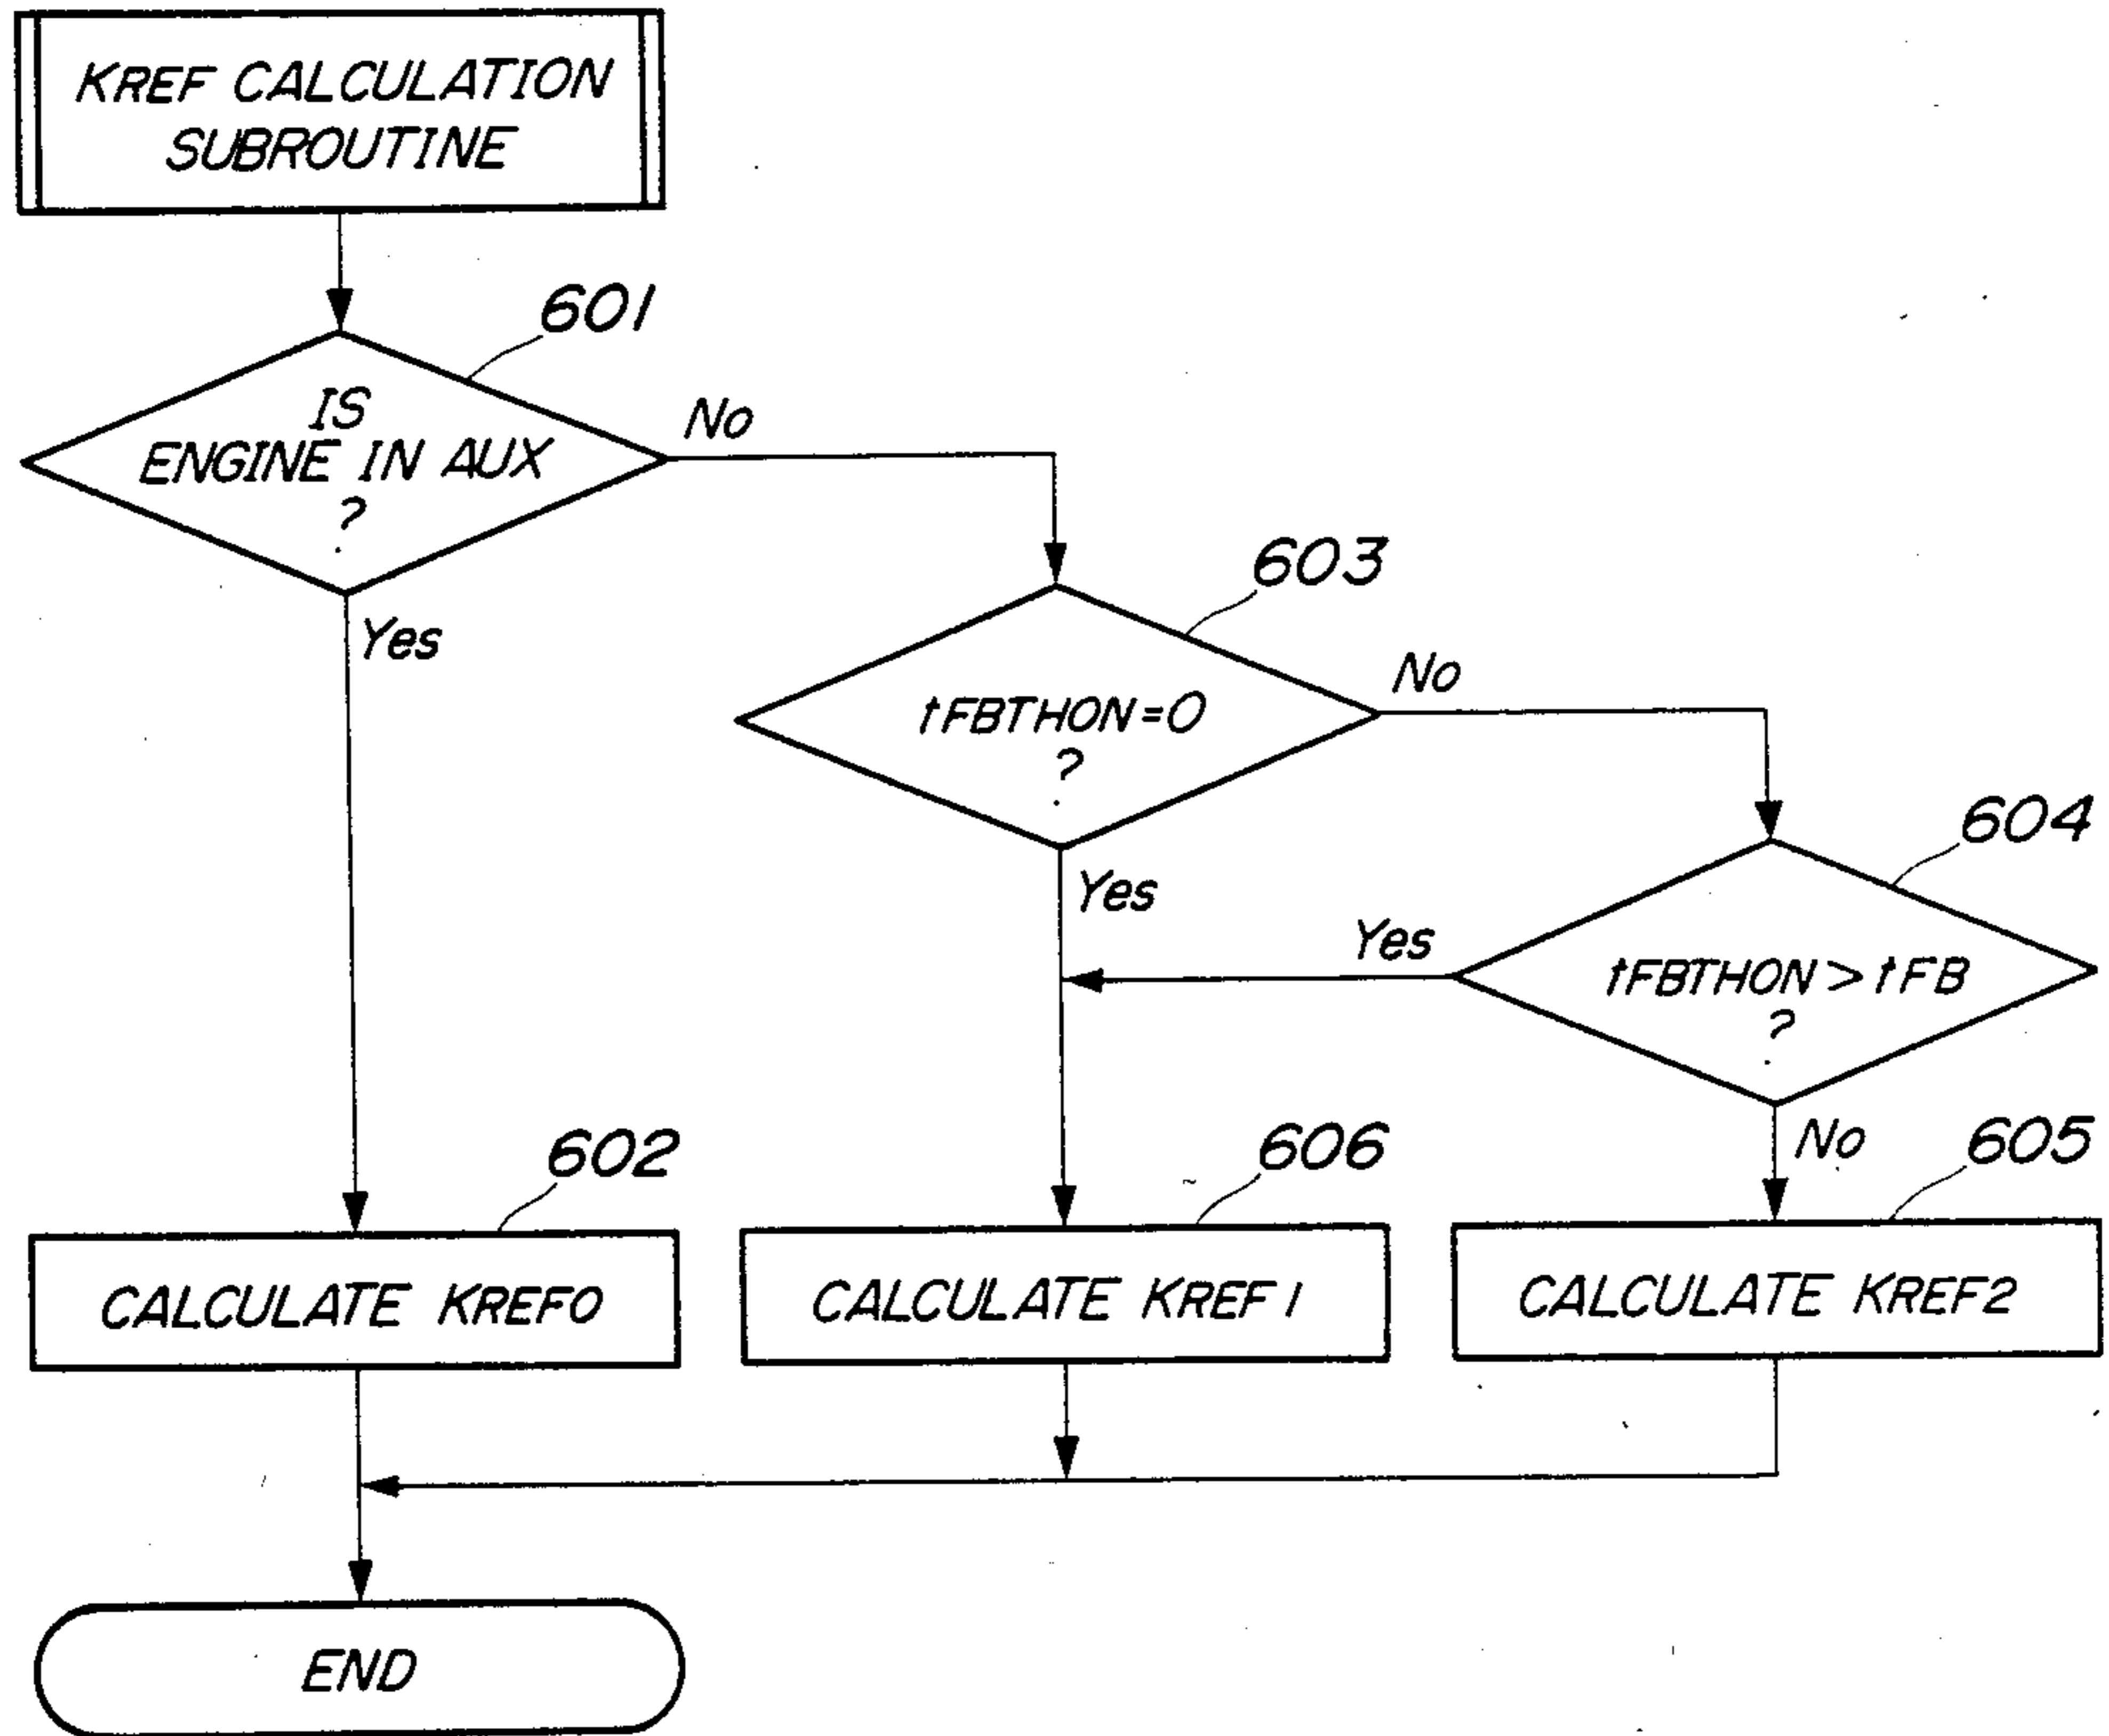 KREF CALCULATION
SUBROUTINE
601
IS
ENGINE IN AUX
?
No
Yes
603
tFBTHON=0
?
No
Yes
604
tFBTHON>tFB
?
Yes
No
602
CALCULATE KREF0
606
CALCULATE KREF1
605
CALCULATE KREF2
END